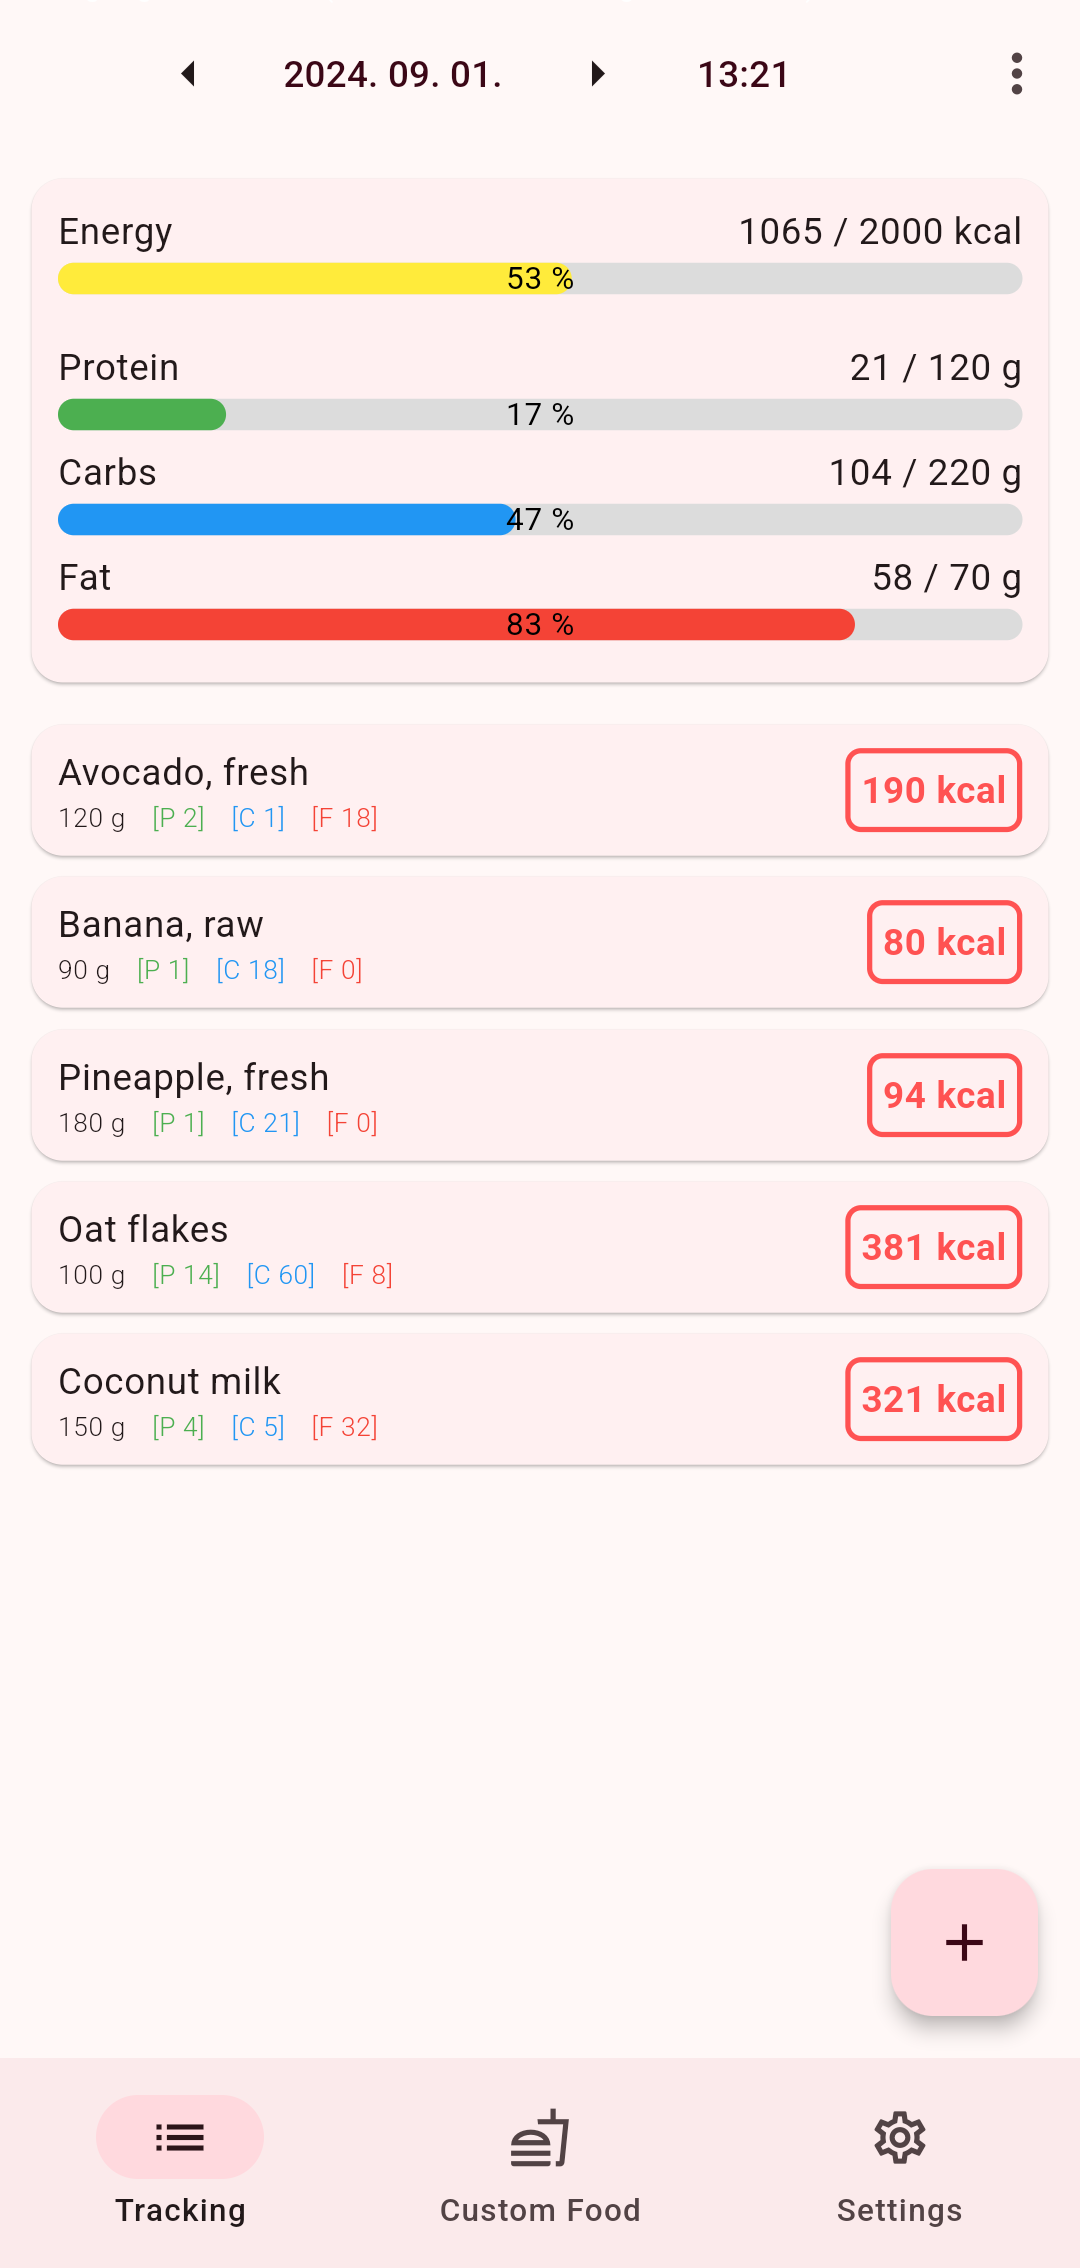 2024. 09. 01. 13:21
Energy 1065 / 2000 kcal
53 %
Protein 21 / 120 g
17 %
Carbs 104 / 220 g
47 %
Fat 58 / 70 g
83 %
Avocado, fresh
120 g [P 2] [C 1] [F 18]
190 kcal
Banana, raw
90 g [P 1] [C 18] [F 0]
80 kcal
Pineapple, fresh
180 g [P 1] [C 21] [F 0]
94 kcal
Oat flakes
100 g [P 14] [C 60] [F 8]
381 kcal
Coconut milk
150 g [P 4] [C 5] [F 32]
321 kcal
Tracking Custom Food Settings